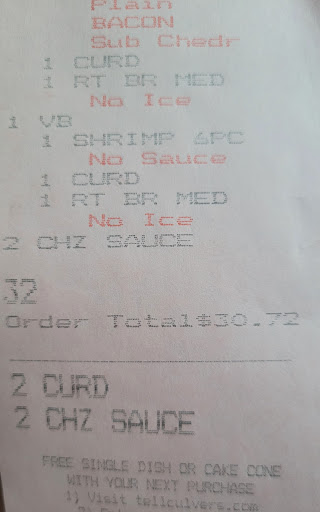 Plain
BACON
Sub Chedr
1 CURD
1 RT BR MED
No Ice
1 VB
1 SHRIMP 6PC
No Sauce
1 CURD
1 RT BR MED
No Ice
2 CHZ SAUCE
32
Order Total$30.72
2 CURD
2 CHZ SAUCE
FREE SINGLE DISH OR CAKE CONE
WITH YOUR NEXT PURCHASE
1) Visit tellculvers.com